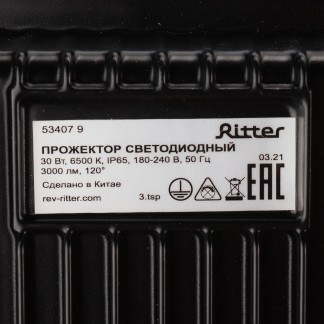 53407 9
Ritter
ПРОЖЕКТОР СВЕТОДИОДНЫЙ
30 Вт, 6500 K, IP65, 180-240 В, 50 Гц
03.21
3000 лм, 120°
Сделано в Китае
rev-ritter.com
3.tsp
EAC